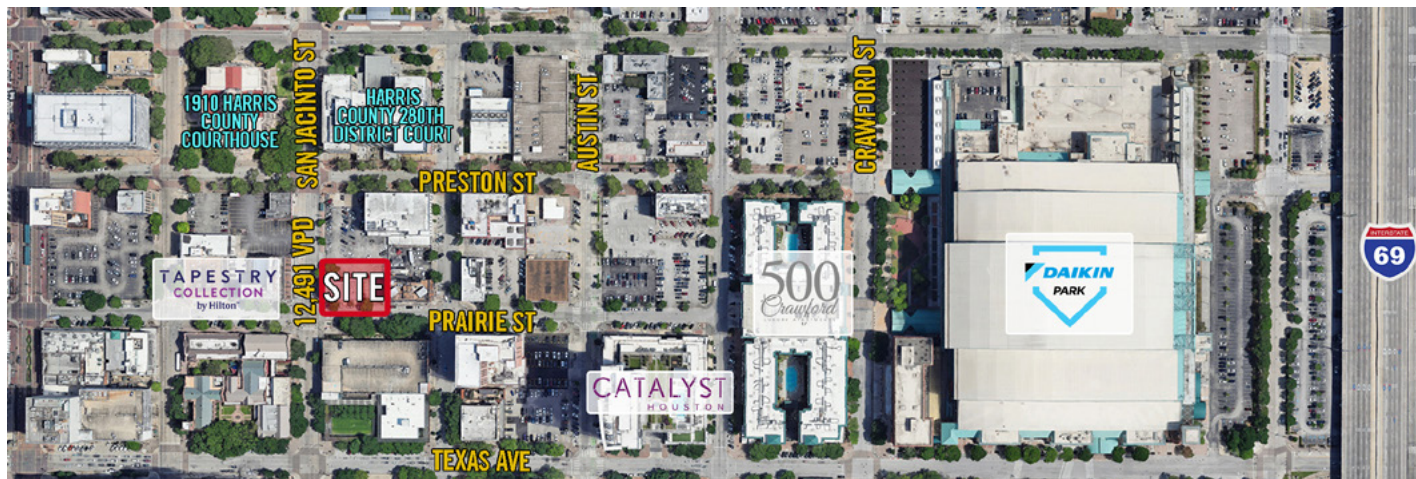 SAN JACINTO ST
1910 HARRIS
COUNTY
COURTHOUSE
HARRIS
COUNTY 280TH
DISTRICT COURT
AUSTIN ST
CRAWFORD ST
PRESTON ST
12,491 VPD
TAPESTRY
COLLECTION
by Hilton
SITE
PRAIRIE ST
500
Crawford
DAIKIN
PARK
INTERSTATE
69
CATALYST
HOUSTON
TEXAS AVE